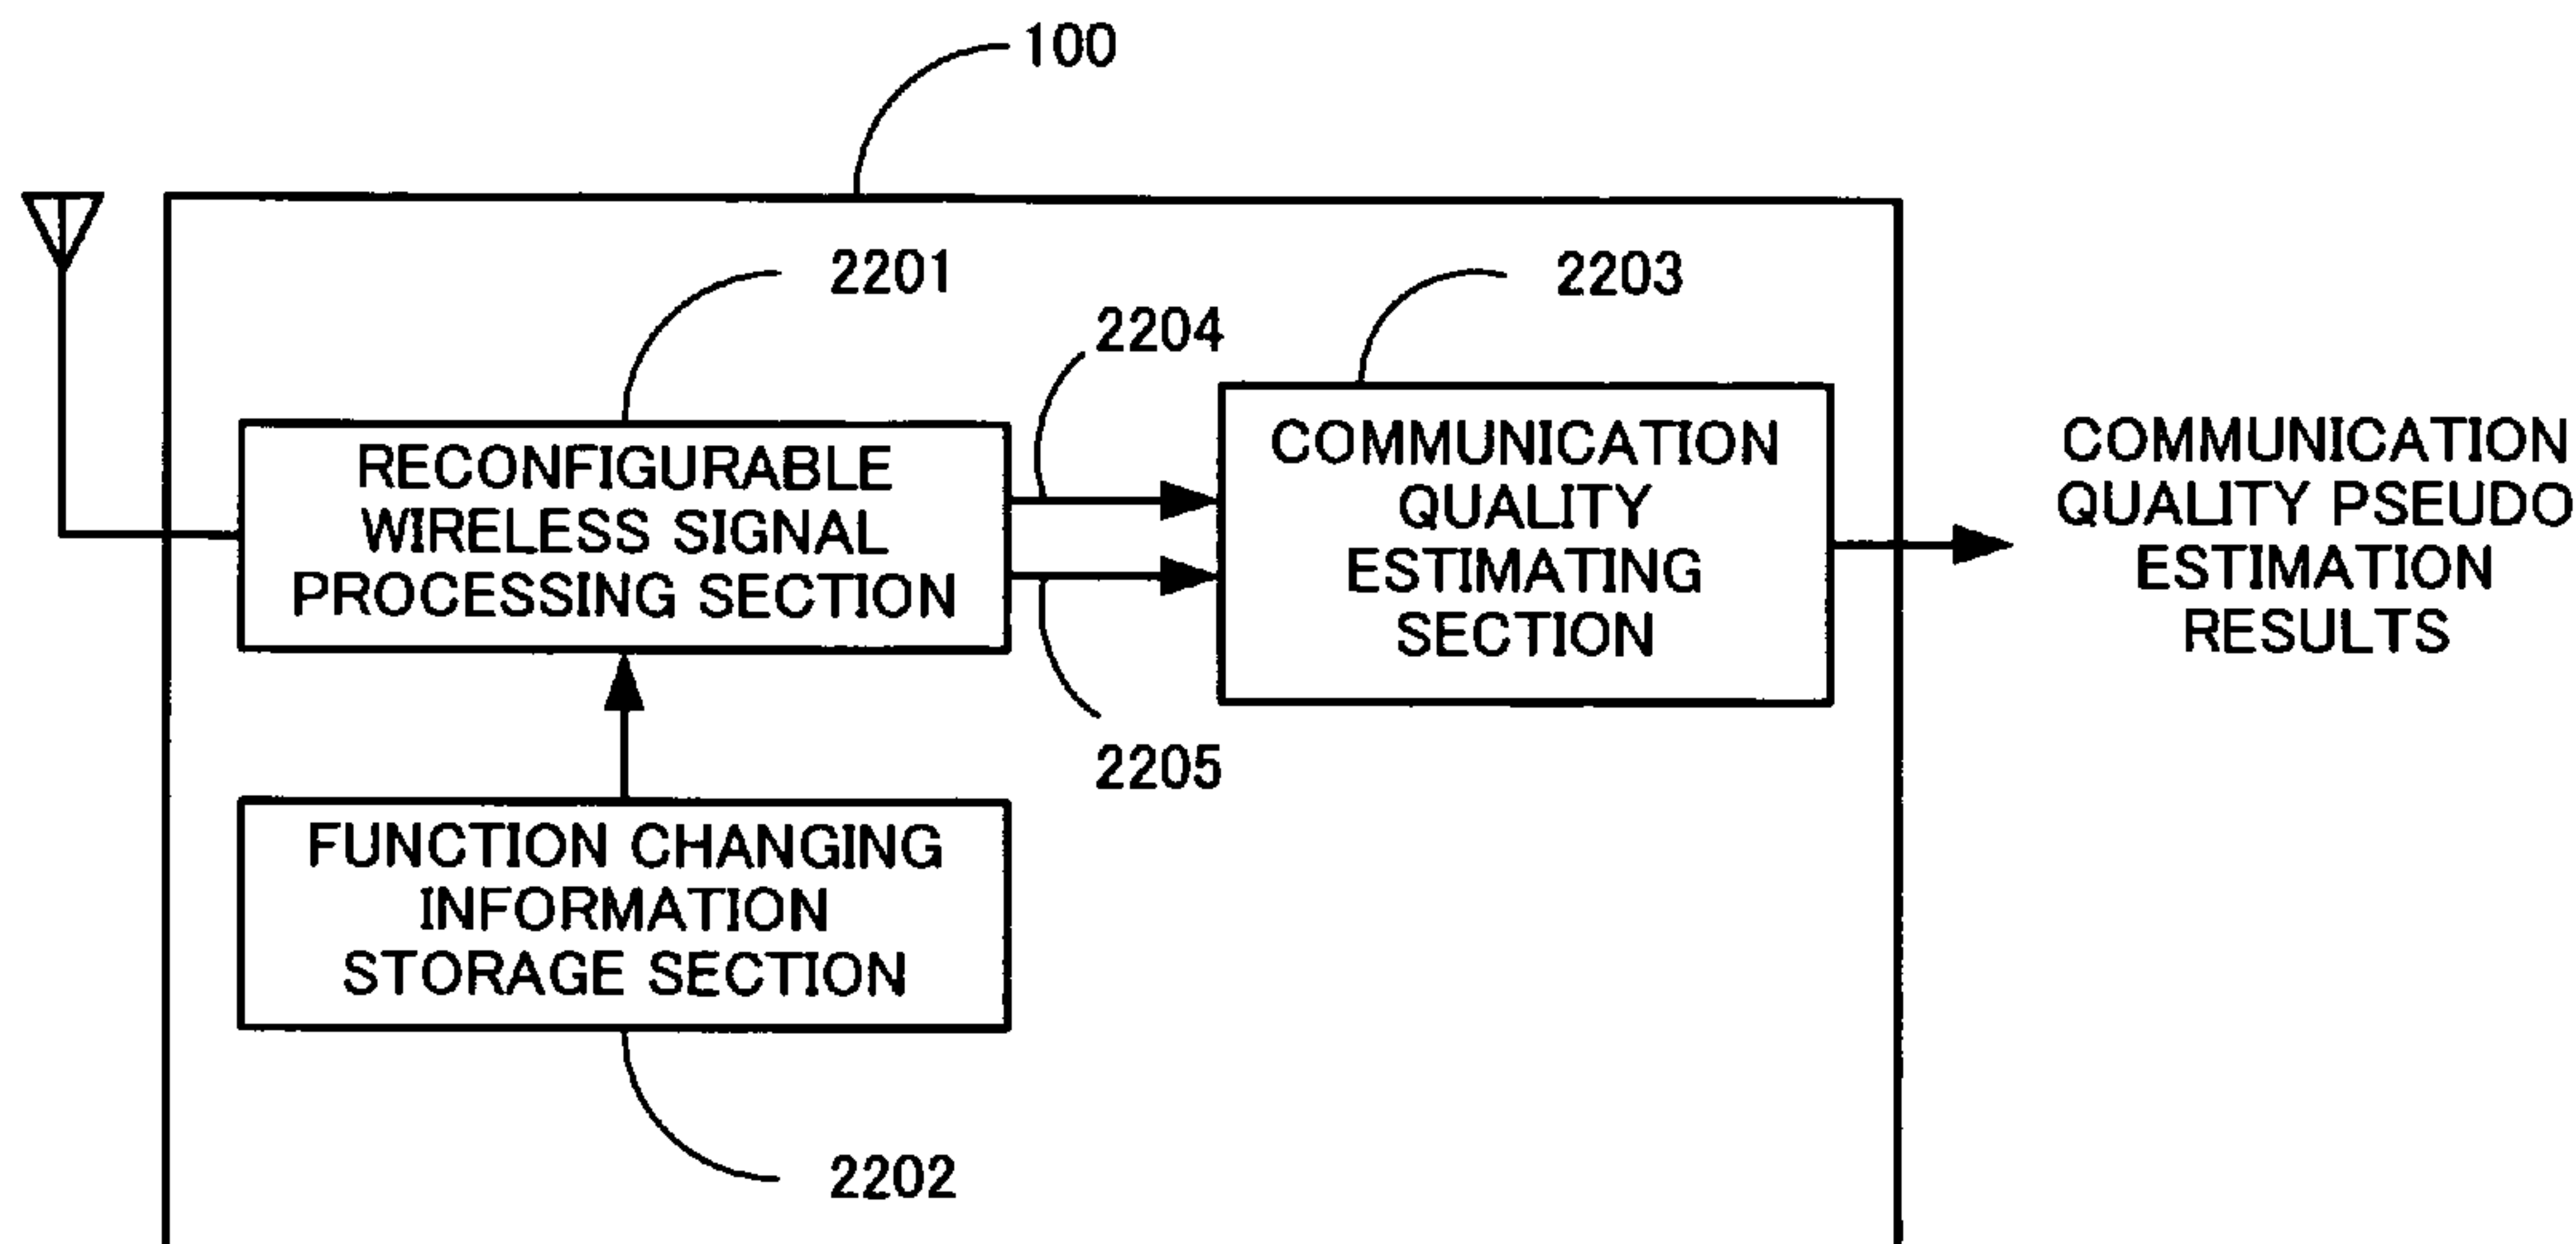 100
2201
2203
2204
RECONFIGURABLE
WIRELESS SIGNAL
PROCESSING SECTION
COMMUNICATION
QUALITY
ESTIMATING
SECTION
COMMUNICATION
QUALITY PSEUDO
ESTIMATION
RESULTS
2205
FUNCTION CHANGING
INFORMATION
STORAGE SECTION
2202